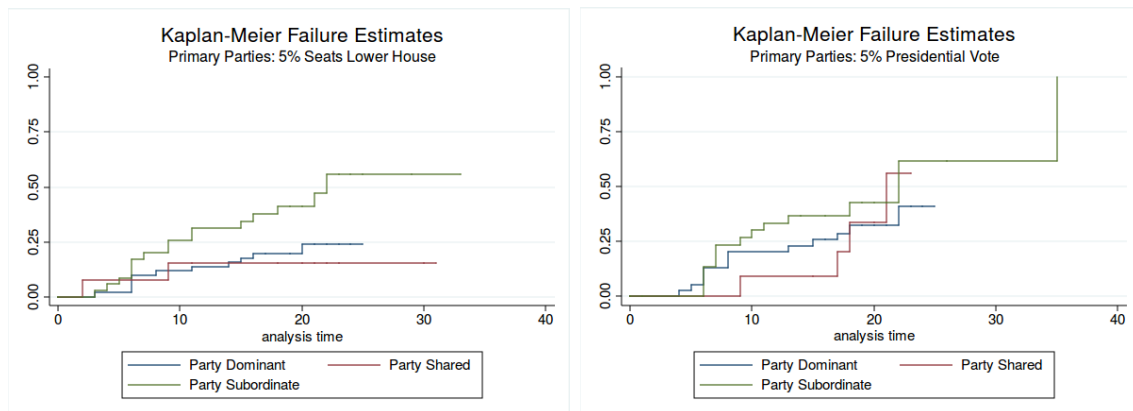 Kaplan-Meier Failure Estimates
Primary Parties: 5% Seats Lower House
1.00
0.75
0.50
0.25
0.00
0 10 20 30 40
analysis time
Party Dominant Party Shared
Party Subordinate
Kaplan-Meier Failure Estimates
Primary Parties: 5% Presidential Vote
1.00
0.75
0.50
0.25
0.00
0 10 20 30 40
analysis time
Party Dominant Party Shared
Party Subordinate